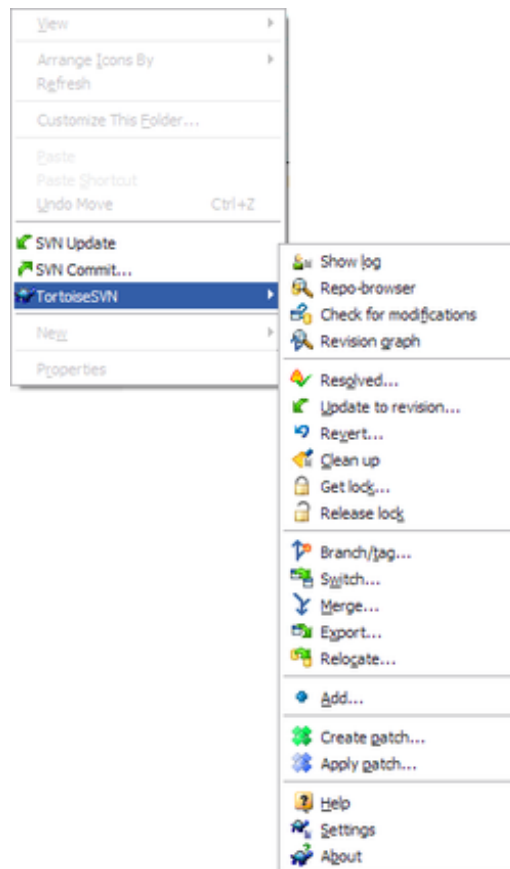 View
Arrange Icons By
Refresh
Customize This Folder...
Paste
Paste Shortcut
Undo Move Ctrl+Z
SVN Update
SVN Commit...
TortoiseSVN
New
Properties
Show log
Repo-browser
Check for modifications
Revision graph
Resolved...
Update to revision...
Revert...
Clean up
Get lock...
Release lock
Branch/tag...
Switch...
Merge...
Export...
Relocate...
Add...
Create patch...
Apply patch...
Help
Settings
About